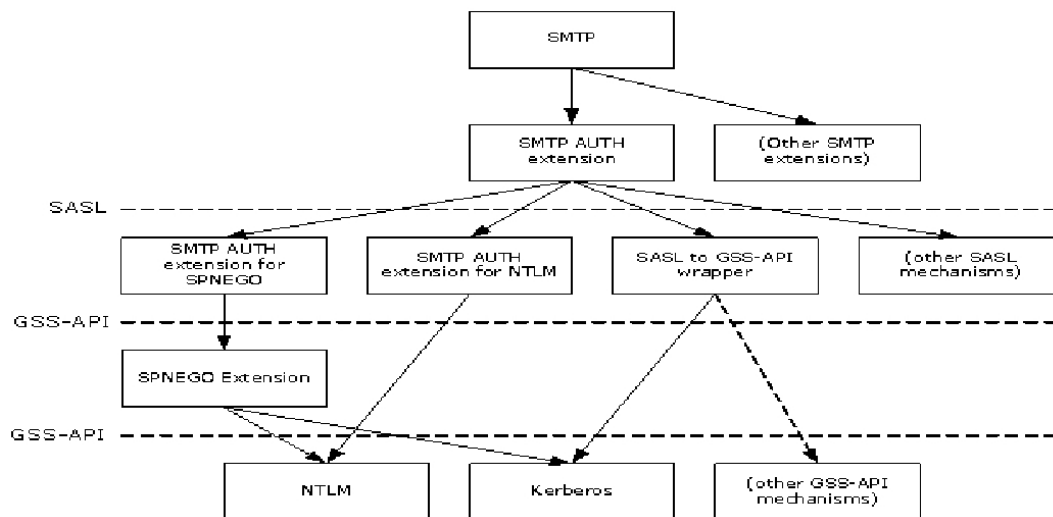 SMTP
SMTP AUTH
extension
(Other SMTP
extensions)
SASL
SMTP AUTH
extension for
SPNEGO
SMTP AUTH
extension for NTLM
SASL to GSS-API
wrapper
(other SASL
mechanisms)
GSS-API
SPNEGO Extension
GSS-API
NTLM
Kerberos
(other GSS-API
mechanisms)